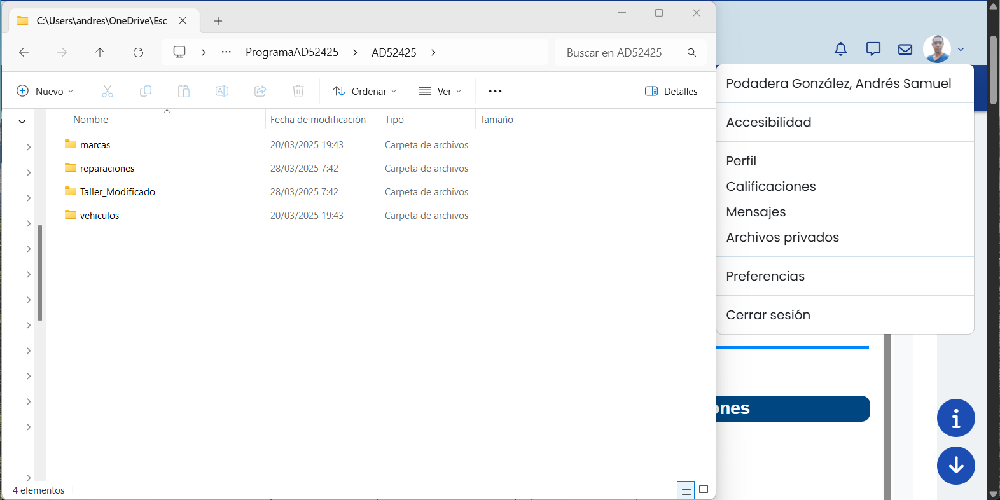 C:\Users\andres\OneDrive\Esc
ProgramaAD52425
AD52425
Buscar en AD52425
Nuevo
Ordenar
Ver
Detalles
Nombre
Fecha de modificación
Tipo
Tamaño
marcas
20/03/2025 19:43
Carpeta de archivos
reparaciones
28/03/2025 7:42
Carpeta de archivos
Taller_Modificado
28/03/2025 7:42
Carpeta de archivos
vehiculos
20/03/2025 19:43
Carpeta de archivos
4 elementos
Podadera González, Andrés Samuel
Accesibilidad
Perfil
Calificaciones
Mensajes
Archivos privados
Preferencias
Cerrar sesión
ones